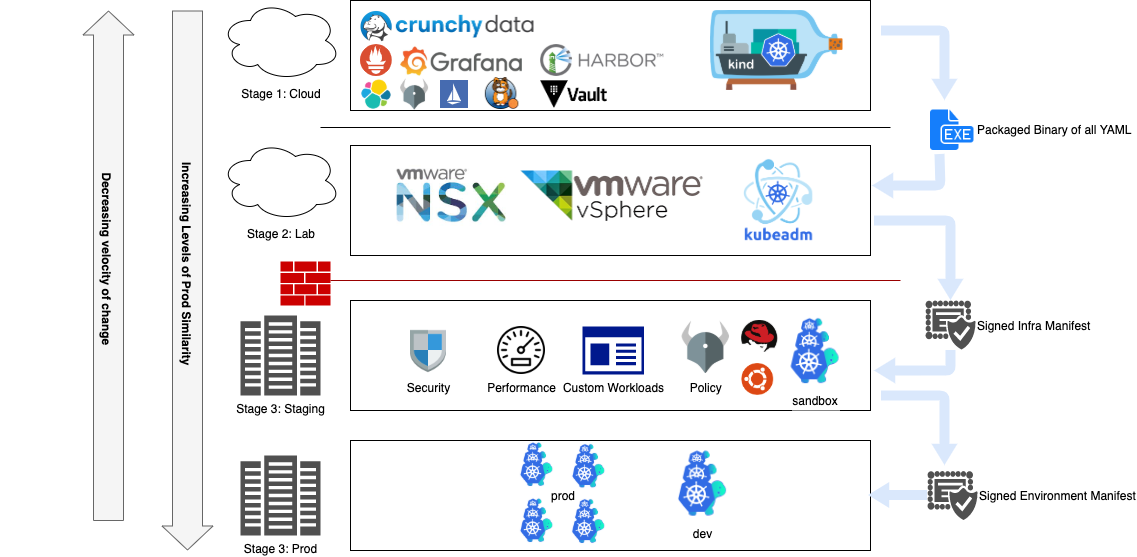 crunchy data
Grafana
HARBOR™
Vault
kind
Stage 1: Cloud
EXE
Packaged Binary of all YAML
vmware®
NSX
vmware®
vSphere
kubeadm
Stage 2: Lab
Decreasing velocity of change
Increasing Levels of Prod Similarity
Signed Infra Manifest
Security
Performance
Custom Workloads
Policy
sandbox
Stage 3: Staging
prod
dev
Signed Environment Manifest
Stage 3: Prod